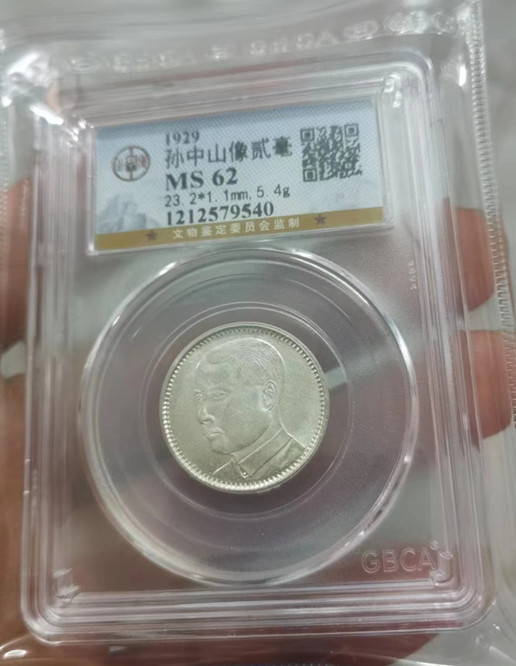 1929
孙中山像贰毫
MS 62
23.2*1.1mm,5.4g
1212579540
★ 文物鉴定委员会监制 ★
GBCA